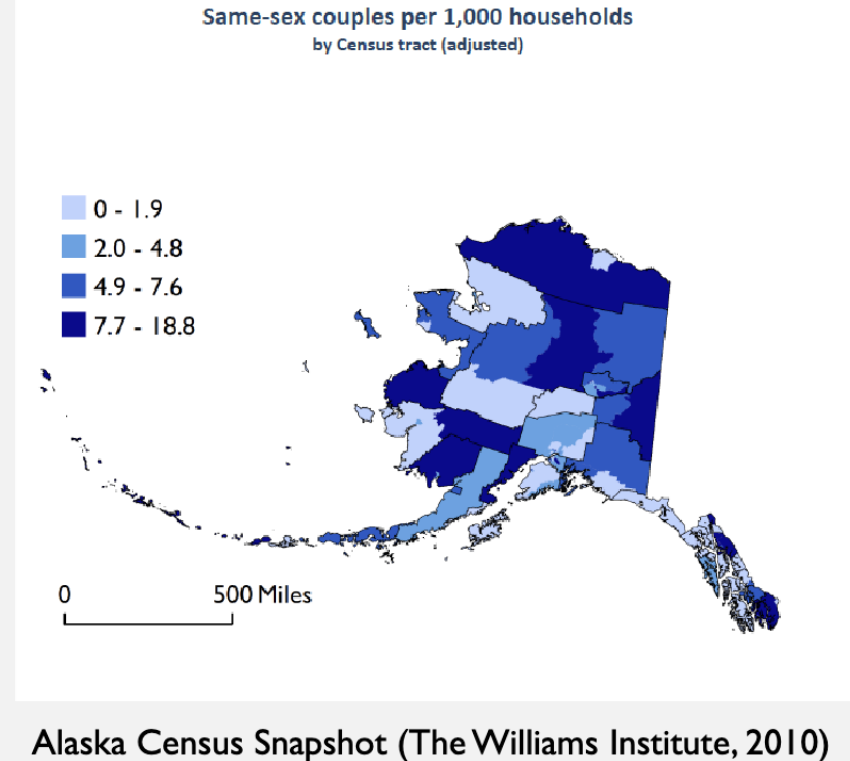 Same-sex couples per 1,000 households
by Census tract (adjusted)
0 - 1.9
2.0 - 4.8
4.9 - 7.6
7.7 - 18.8
0 500 Miles
Alaska Census Snapshot (The Williams Institute, 2010)